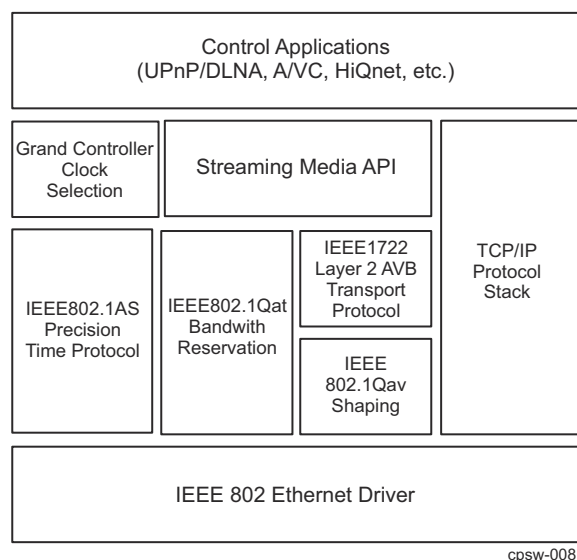 Control Applications
(UPnP/DLNA, A/VC, HiQnet, etc.)
Grand Controller
Clock
Selection
Streaming Media API
TCP/IP
Protocol
Stack
IEEE802.1AS
Precision
Time Protocol
IEEE802.1Qat
Bandwith
Reservation
IEEE1722
Layer 2 AVB
Transport
Protocol
IEEE
802.1Qav
Shaping
IEEE 802 Ethernet Driver
cpsw-008